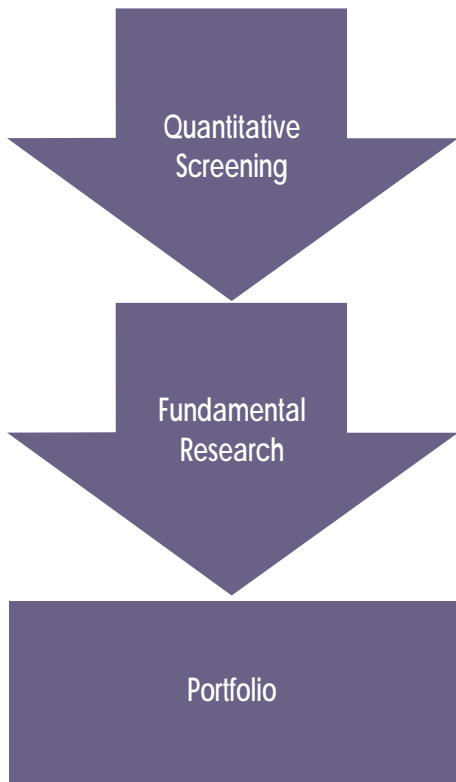 Quantitative
Screening
Fundamental
Research
Portfolio